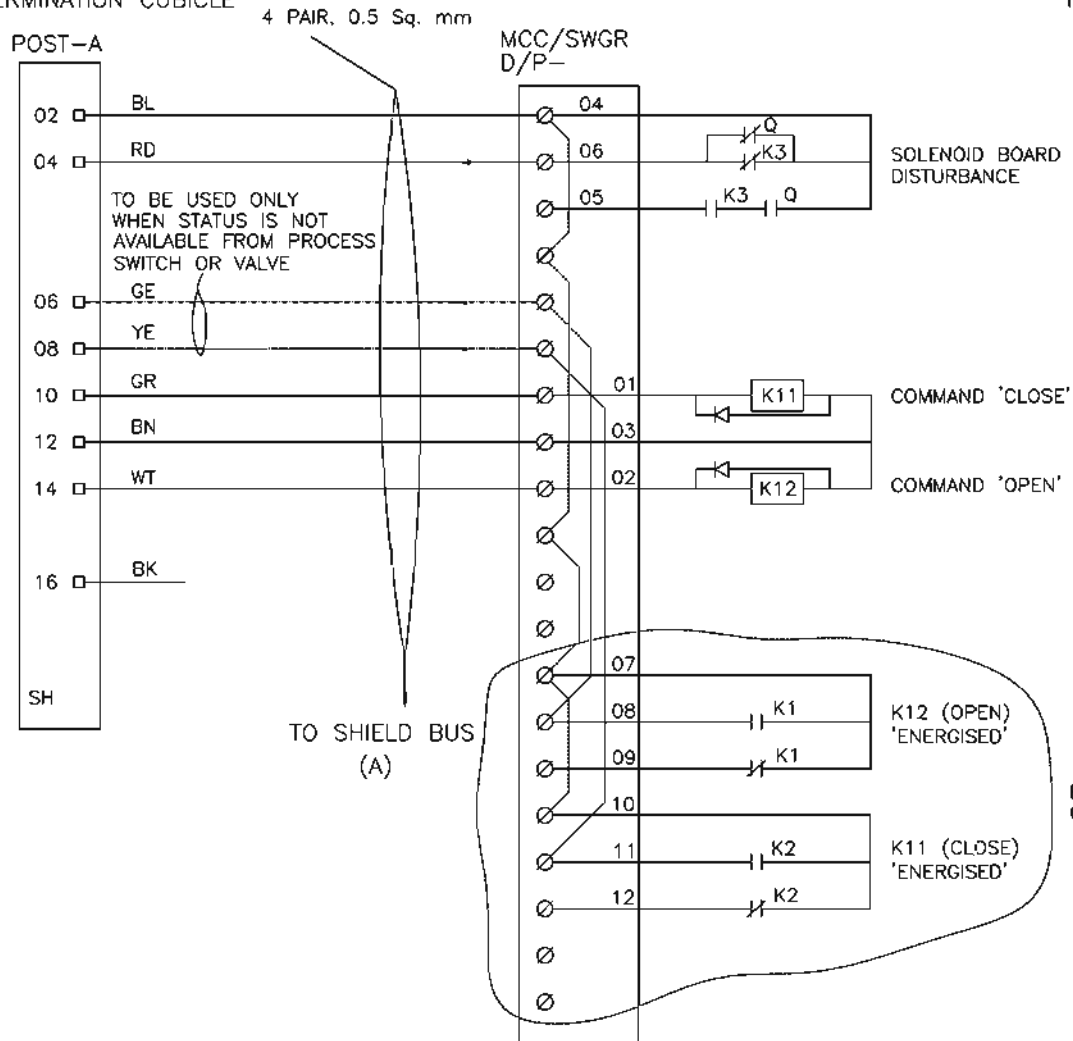 ERMINATION CUBICLE
4 PAIR, 0.5 Sq. mm
POST-A
MCC/SWGR
D/P-
02 BL 04
Q
04 RD 06 K3
SOLENOID BOARD
DISTURBANCE
05 K3 Q
TO BE USED ONLY
WHEN STATUS IS NOT
AVAILABLE FROM PROCESS
SWITCH OR VALVE
06 GE
08 YE
10 GR 01 K11 COMMAND 'CLOSE'
12 BN 03
14 WT 02 K12 COMMAND 'OPEN'
16 BK
SH
TO SHIELD BUS
(A)
07
08 K1
K12 (OPEN)
'ENERGISED'
09 K1
10
11 K2
K11 (CLOSE)
'ENERGISED'
12 K2